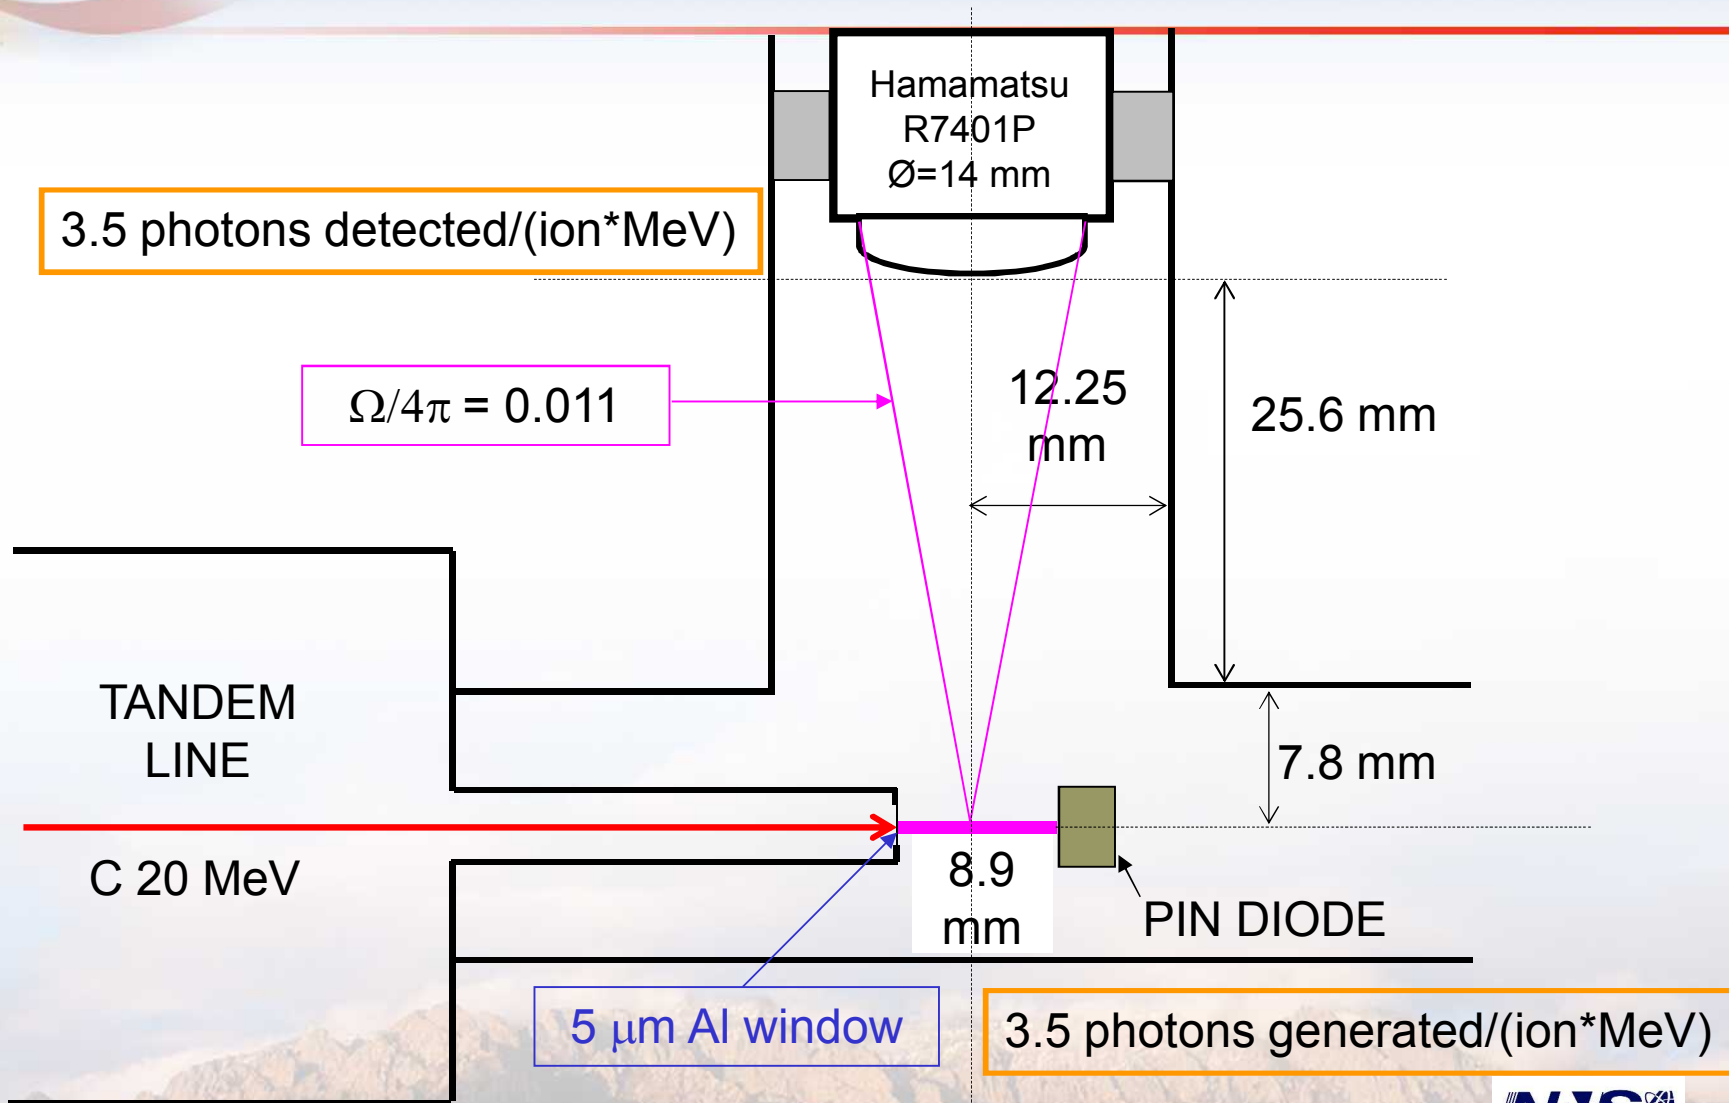 Hamamatsu
R7401P
Ø=14 mm
3.5 photons detected/(ion*MeV)
Ω/4π = 0.011
12.25
mm
25.6 mm
TANDEM
LINE
7.8 mm
C 20 MeV
8.9
mm
PIN DIODE
5 μm Al window
3.5 photons generated/(ion*MeV)